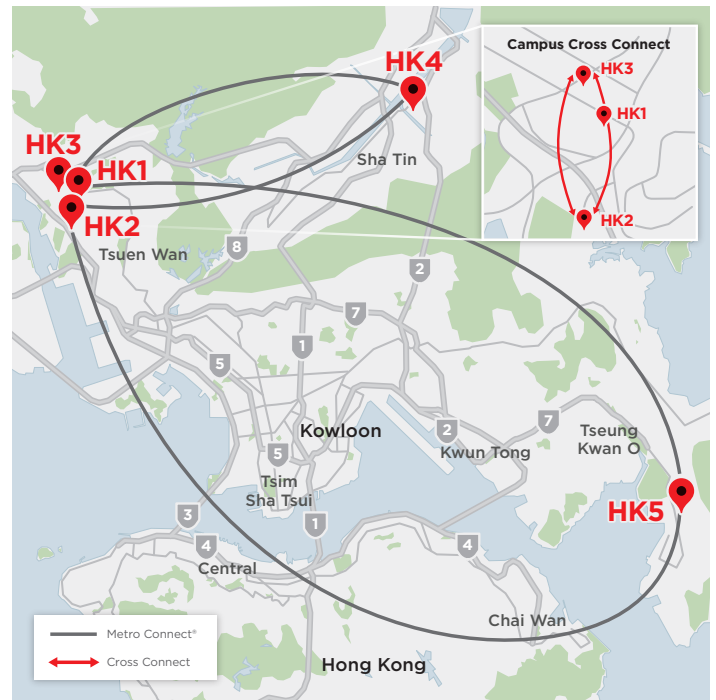 HK4
Campus Cross Connect
HK3
HK1
HK2
HK3
HK1
HK2
Sha Tin
Tsuen Wan
8
2
7
1
5
Kowloon
2
7
Kwun Tong
Tseung
Kwan O
5
Tsim
Sha Tsui
HK5
3
1
4
Central
4
Chai Wan
Hong Kong
Metro Connect®
Cross Connect